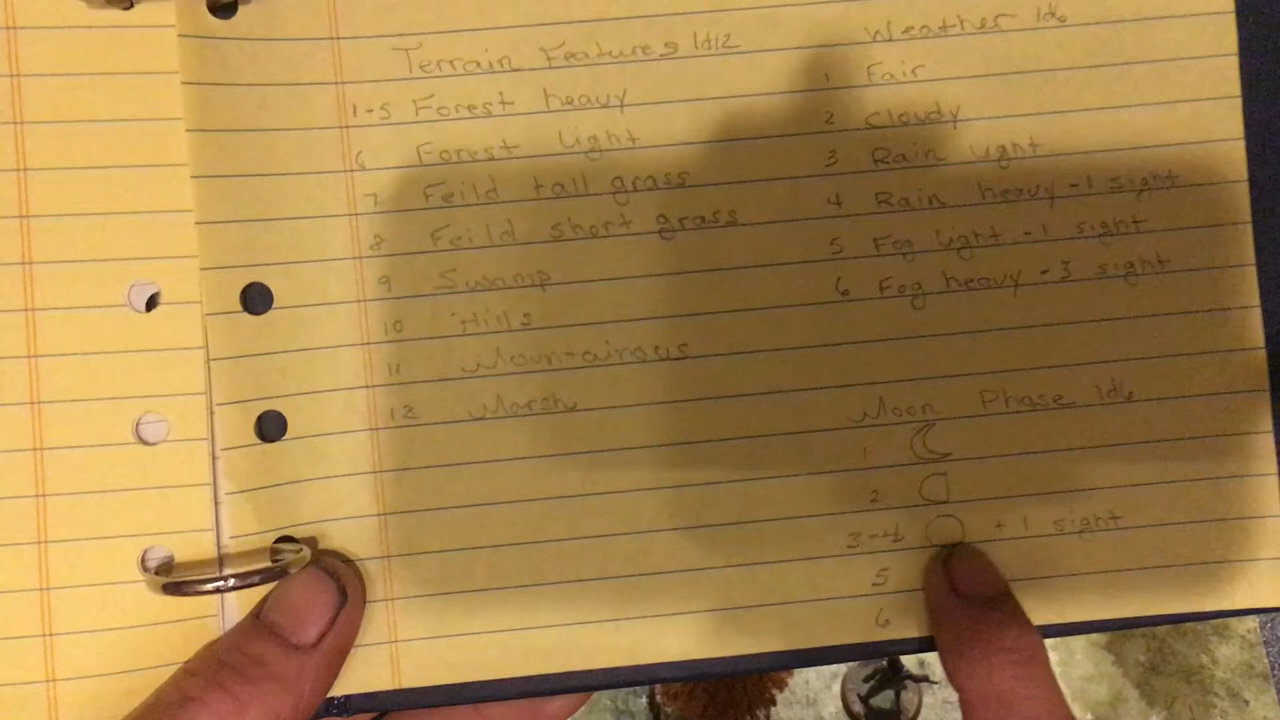 Terrain Features 1d12
1-5 Forest heavy
6 Forest light
7 Feild tall grass
8 Feild short grass
9 Swamp
10 Hills
11 Mountainous
12 Marsh
Weather 1d6
1 Fair
2 Cloudy
3 Rain light
4 Rain heavy -1 sight
5 Fog light -1 sight
6 Fog heavy -3 sight
Moon Phase 1d6
1
2
3-4 +1 sight
5
6